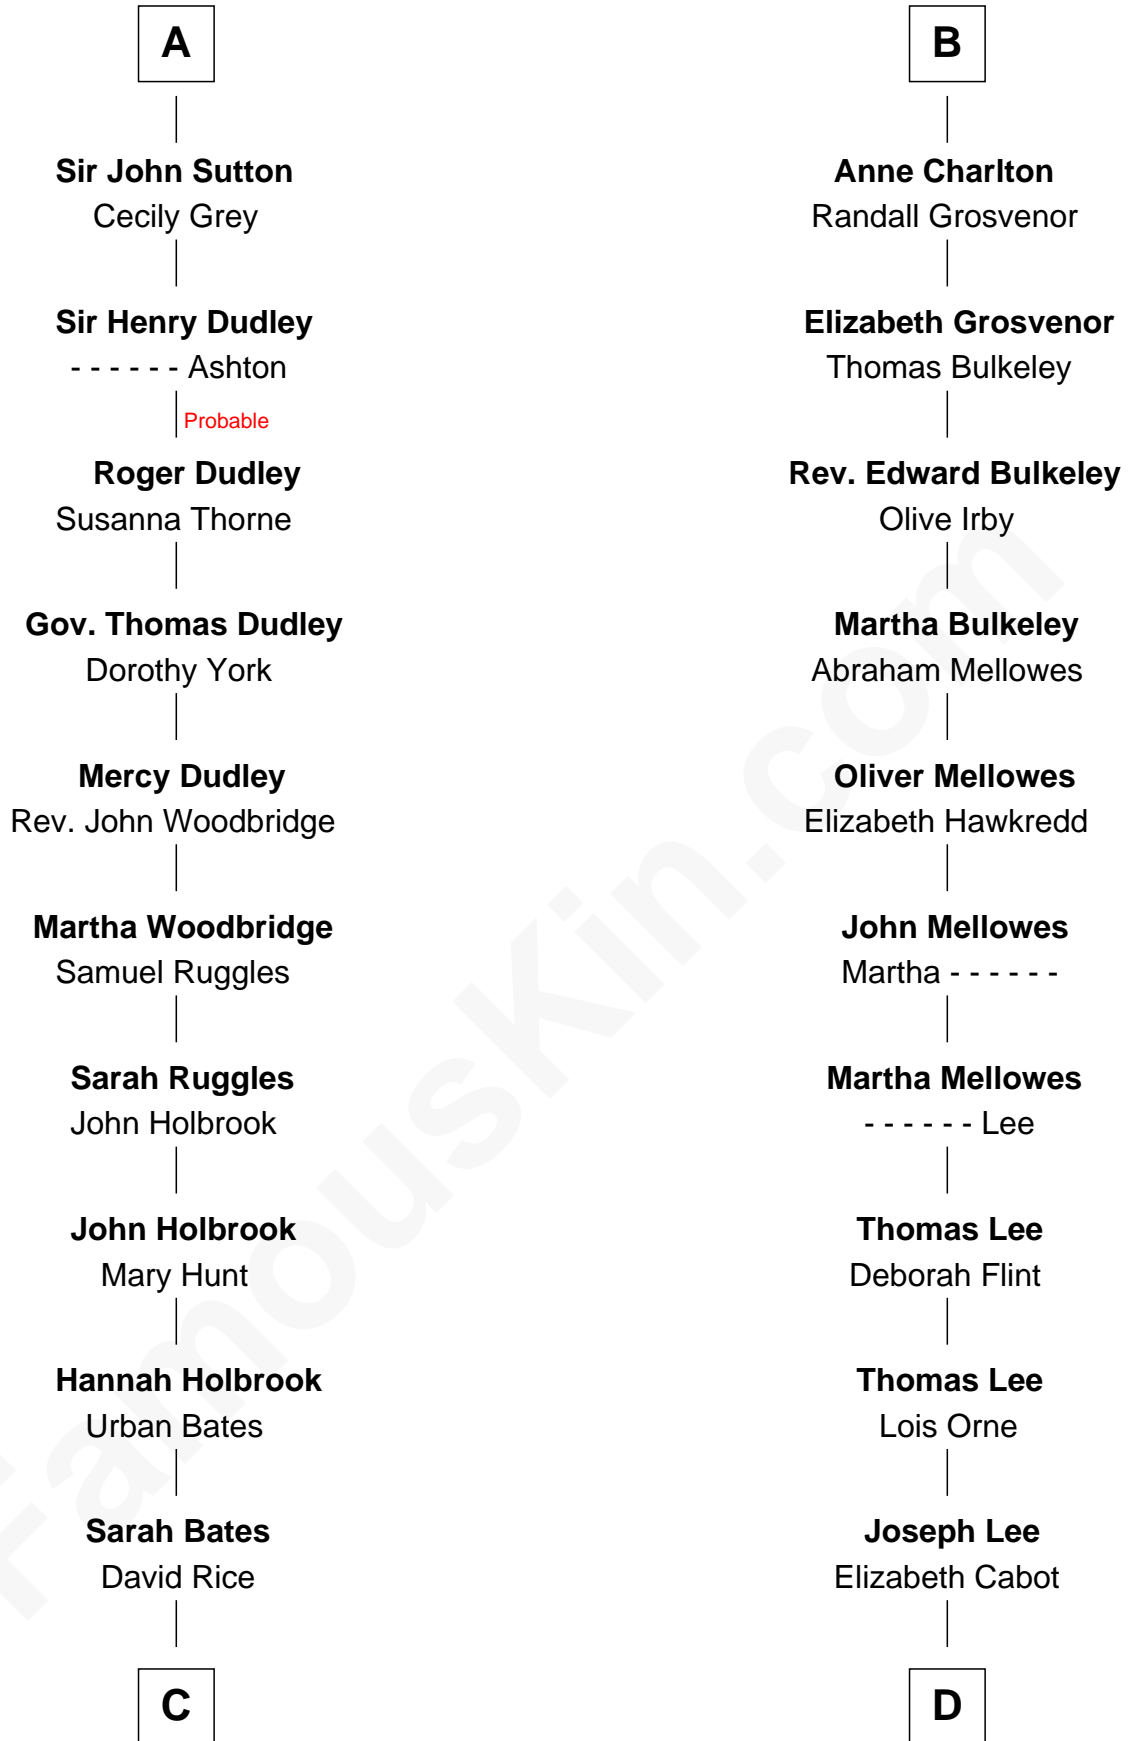 A
Sir John Sutton
Cecily Grey
Sir Henry Dudley
- - - - - - Ashton
Probable
Roger Dudley
Susanna Thorne
Gov. Thomas Dudley
Dorothy York
Mercy Dudley
Rev. John Woodbridge
Martha Woodbridge
Samuel Ruggles
Sarah Ruggles
John Holbrook
John Holbrook
Mary Hunt
Hannah Holbrook
Urban Bates
Sarah Bates
David Rice
C
B
Anne Charlton
Randall Grosvenor
Elizabeth Grosvenor
Thomas Bulkeley
Rev. Edward Bulkeley
Olive Irby
Martha Bulkeley
Abraham Mellowes
Oliver Mellowes
Elizabeth Hawkredd
John Mellowes
Martha - - - - - -
Martha Mellowes
- - - - - - Lee
Thomas Lee
Deborah Flint
Thomas Lee
Lois Orne
Joseph Lee
Elizabeth Cabot
D
FamousKin.com